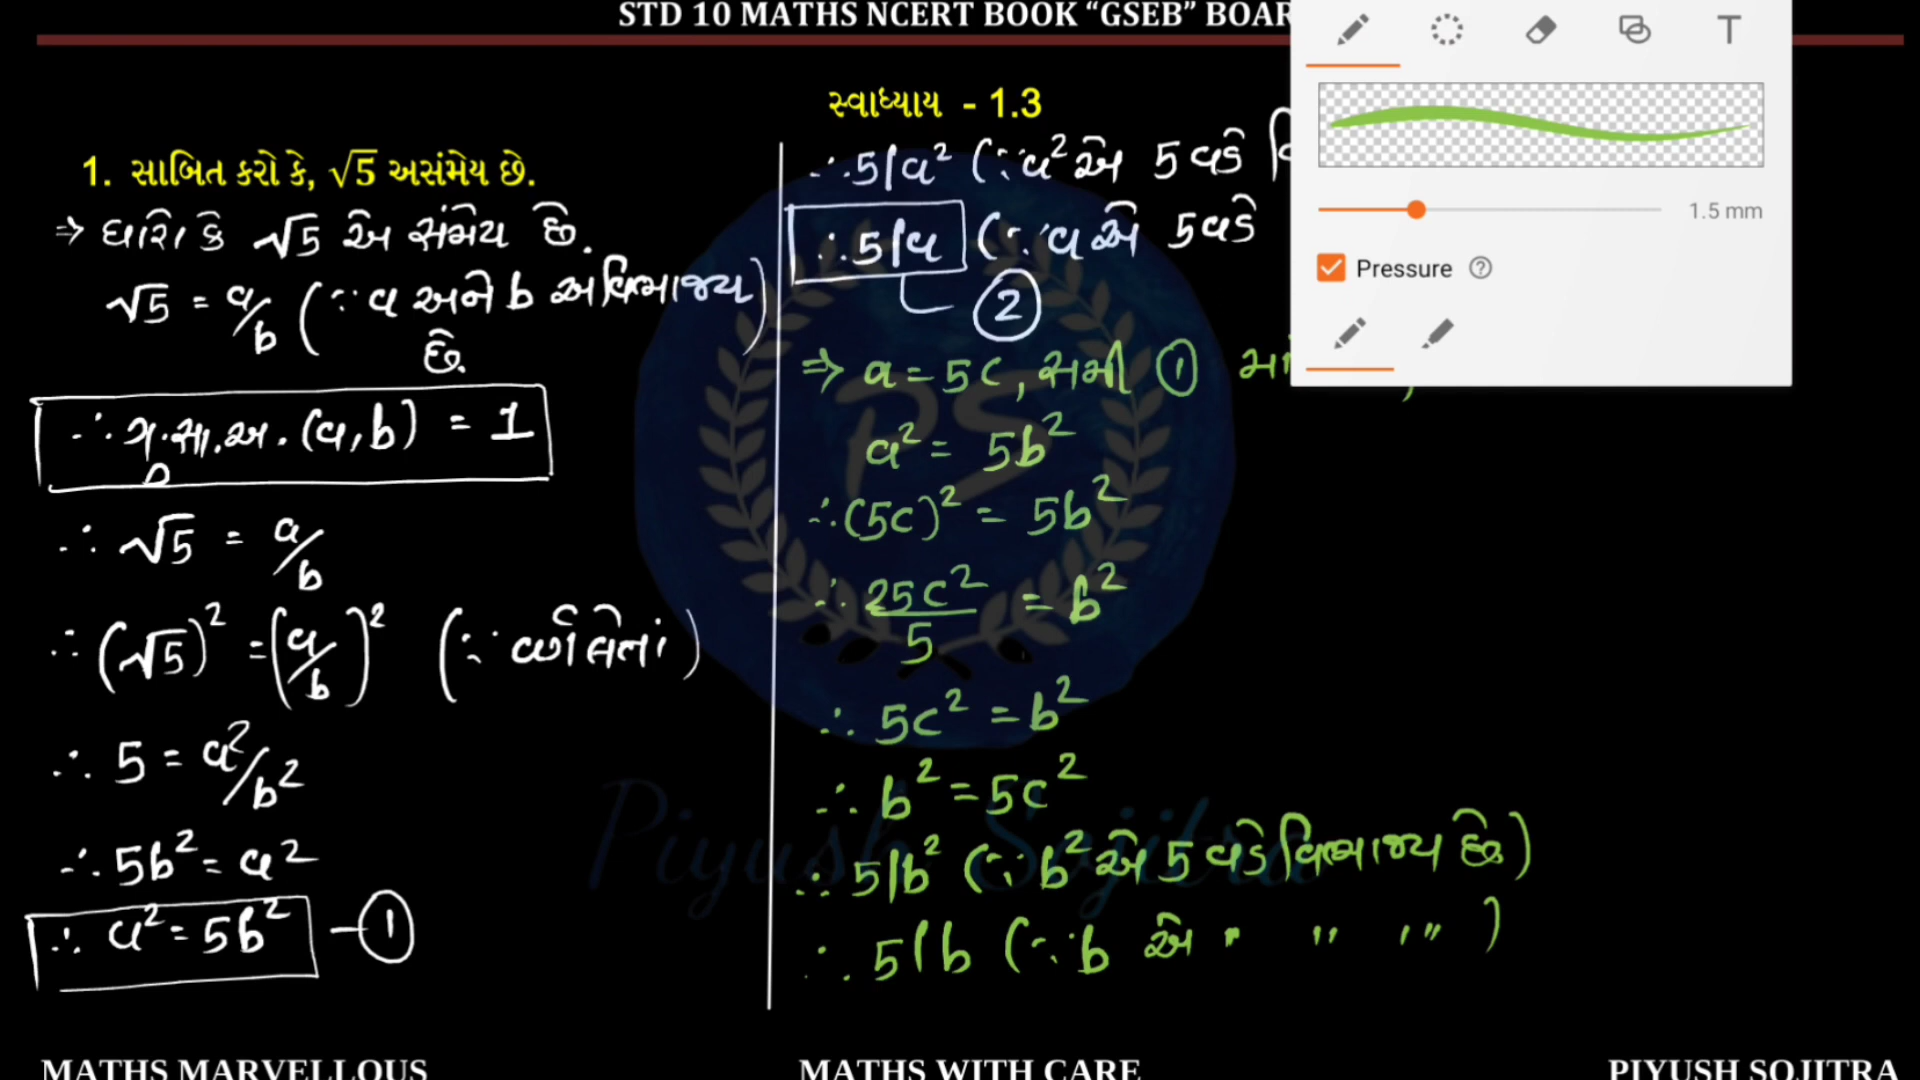 STD 10 MATHS NCERT BOOK “GSEB” BOAR
સ્વાધ્યાય - 1.3
1. સાબિત કરો કે, √5 અસંમેય છે.
⇒ ધારો કે √5 એ સંમેય છે.
√5 = a/b (∵ a અને b અવિભાજ્ય છે.)
∴ ગુ.સા.અ. (a, b) = 1
∴ √5 = a/b
∴ (√5)² = (a/b)² (∵ વર્ગ લેતાં)
∴ 5 = a²/b²
∴ 5b² = a²
∴ a² = 5b² —①
∴ 5|a² (∵ a² એ 5 વડે વિ
∴ 5|a (∵ a એ 5 વડે
②
⇒ a = 5c, સમી ① માં
a² = 5b²
∴ (5c)² = 5b²
∴ 25c²/5 = b²
∴ 5c² = b²
∴ b² = 5c²
∴ 5|b² (∵ b² એ 5 વડે વિભાજ્ય છે)
∴ 5|b (∵ b એ " " ")
T
1.5 mm
Pressure
Piyush Sojitra
PS
MATHS MARVELLOUS
MATHS WITH CARE
PIYUSH SOJITRA